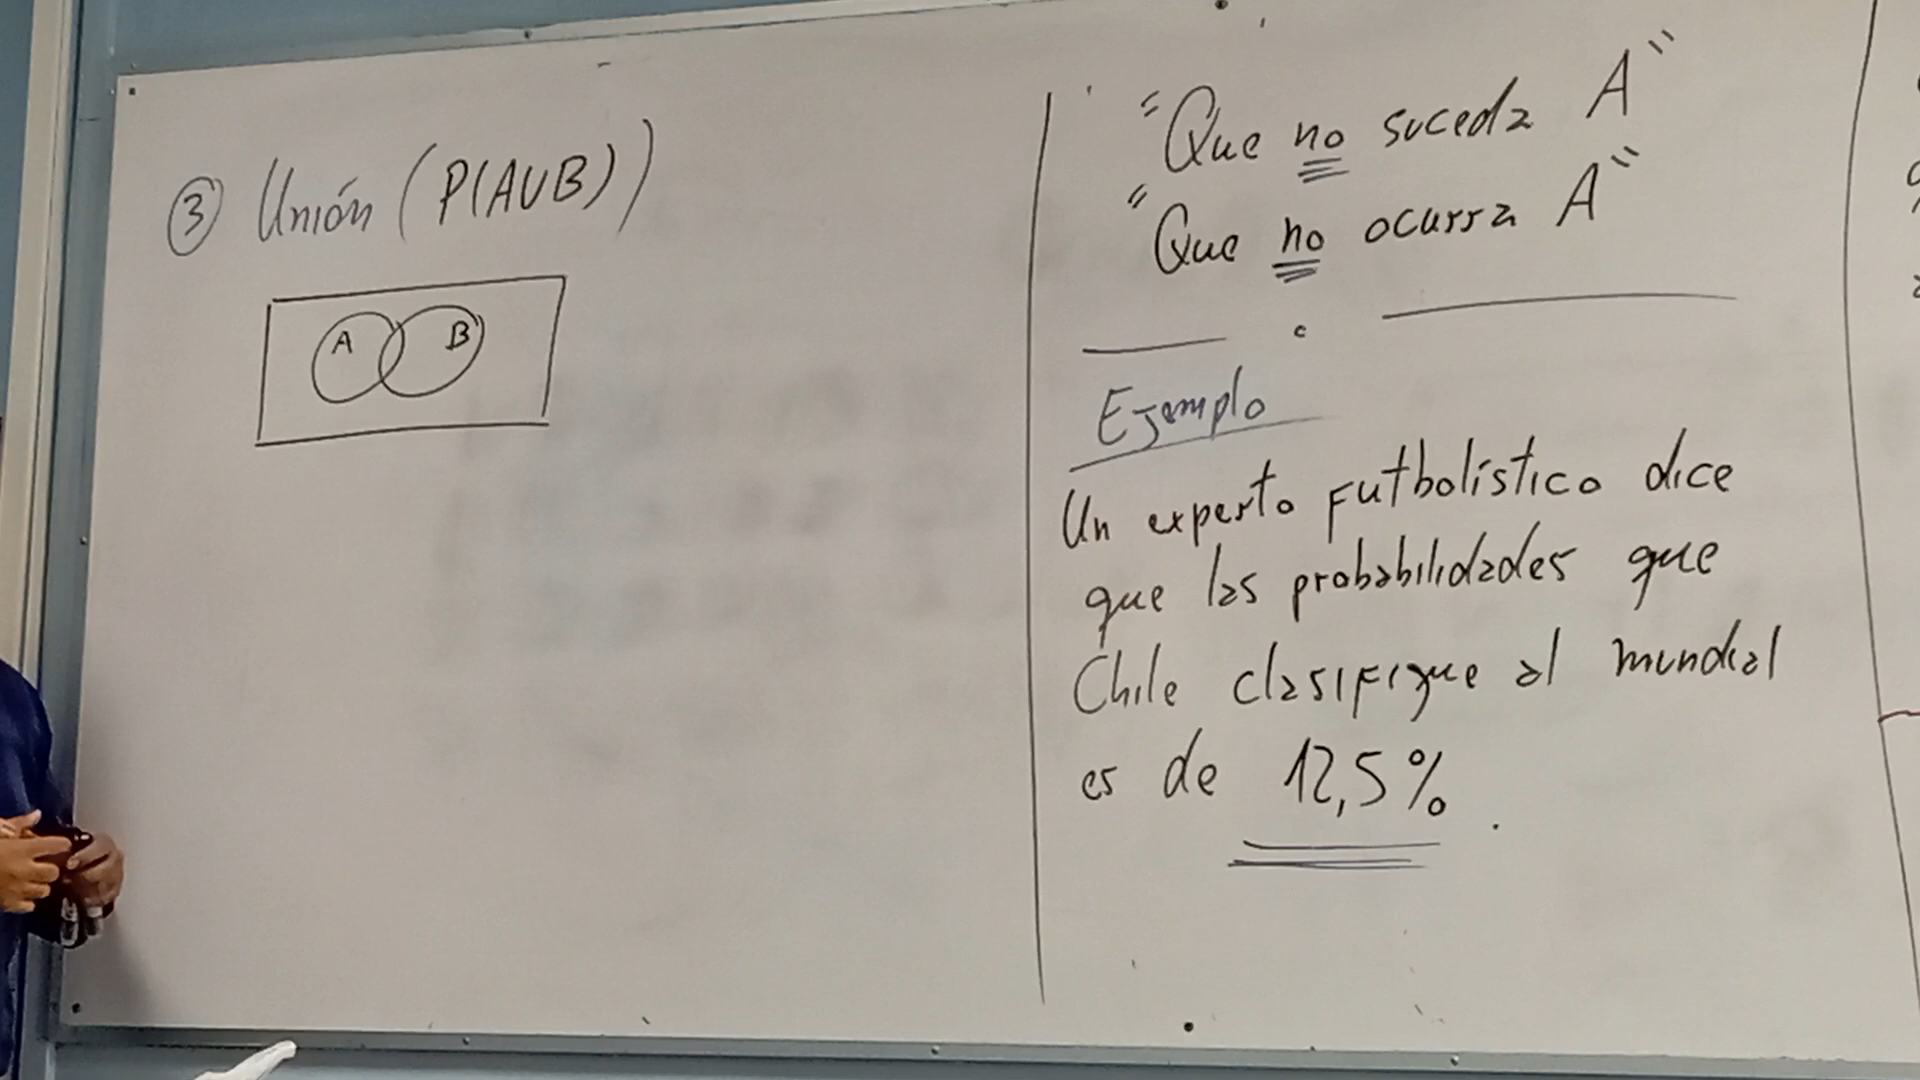 ③ Unión (P(AUB))
A B
"Que no suceda A"
"Que no ocurra A"
Ejemplo
Un experto futbolístico dice
que las probabilidades que
Chile clasifique al mundial
es de 12,5%.